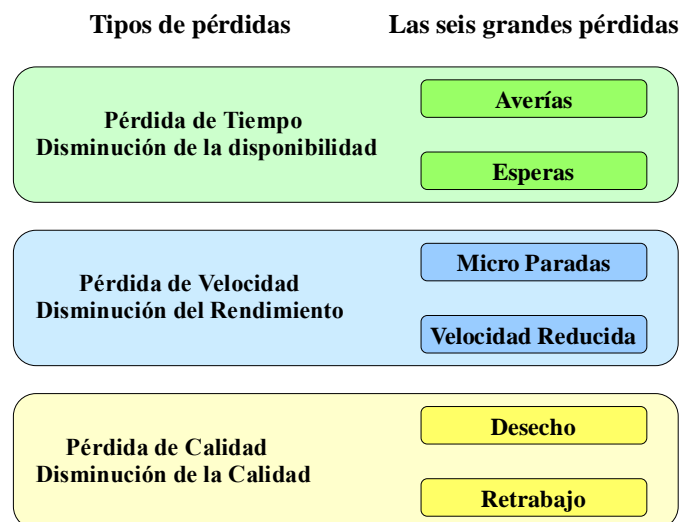 Tipos de pérdidas
Las seis grandes pérdidas
Pérdida de Tiempo
Disminución de la disponibilidad
Averías
Esperas
Pérdida de Velocidad
Disminución del Rendimiento
Micro Paradas
Velocidad Reducida
Pérdida de Calidad
Disminución de la Calidad
Desecho
Retrabajo